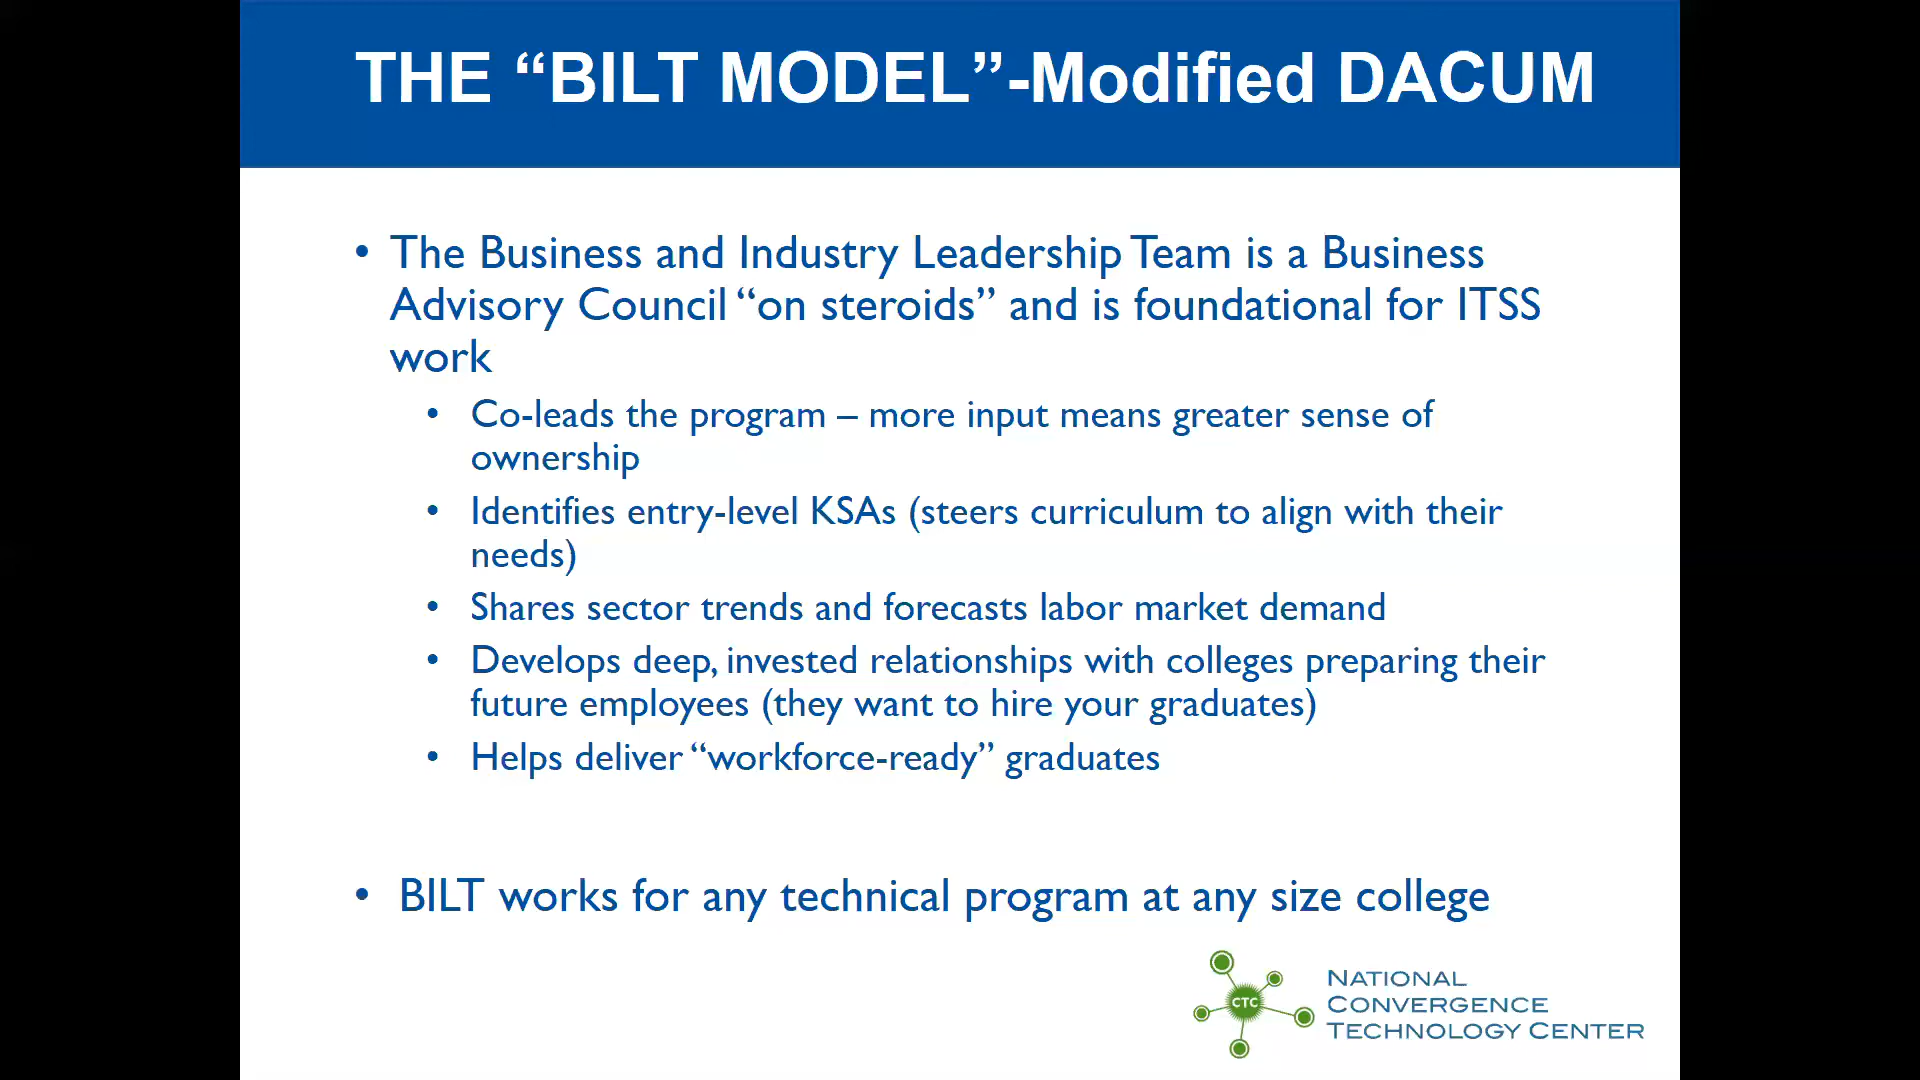 THE “BILT MODEL”-Modified DACUM
• The Business and Industry Leadership Team is a Business
Advisory Council “on steroids” and is foundational for ITSS
work
• Co-leads the program – more input means greater sense of
ownership
• Identifies entry-level KSAs (steers curriculum to align with their
needs)
• Shares sector trends and forecasts labor market demand
• Develops deep, invested relationships with colleges preparing their
future employees (they want to hire your graduates)
• Helps deliver “workforce-ready” graduates
• BILT works for any technical program at any size college
CTC
NATIONAL
CONVERGENCE
TECHNOLOGY CENTER